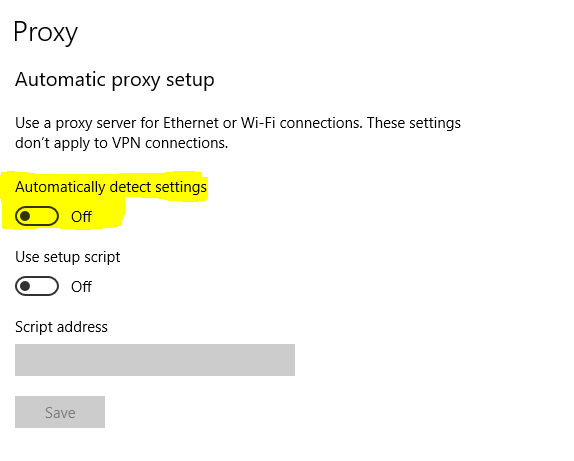 Proxy
Automatic proxy setup
Use a proxy server for Ethernet or Wi-Fi connections. These settings
don't apply to VPN connections.
Automatically detect settings
Off
Use setup script
Off
Script address
Save